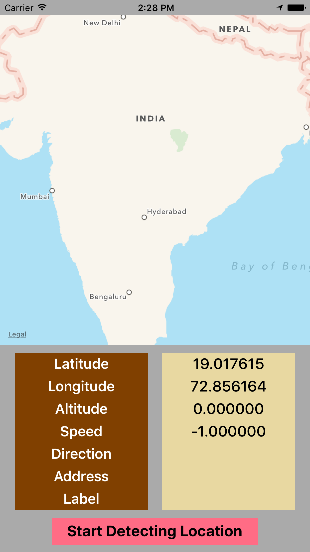 Carrier 2:28 PM
New Delhi
NEPAL
INDIA
Mumbai
Hyderabad
Bay of Beng
Bengaluru
Legal
Latitude 19.017615
Longitude 72.856164
Altitude 0.000000
Speed -1.000000
Direction
Address
Label
Start Detecting Location